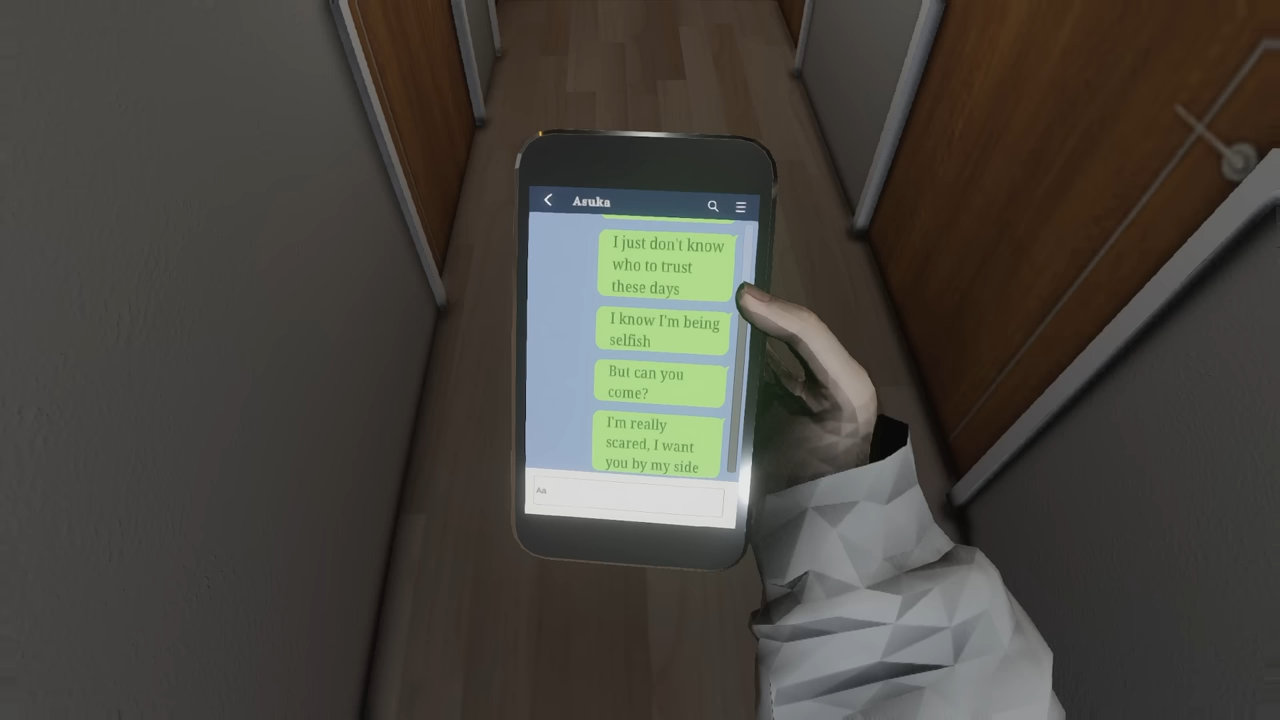 Asuka
I just don't know
who to trust
these days
I know I'm being
selfish
But can you
come?
I'm really
scared, I want
you by my side
Aa